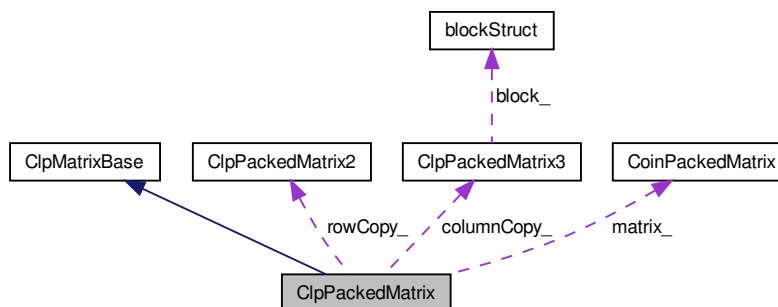 blockStruct
block_
ClpMatrixBase
ClpPackedMatrix2
ClpPackedMatrix3
CoinPackedMatrix
rowCopy_
columnCopy_
matrix_
ClpPackedMatrix